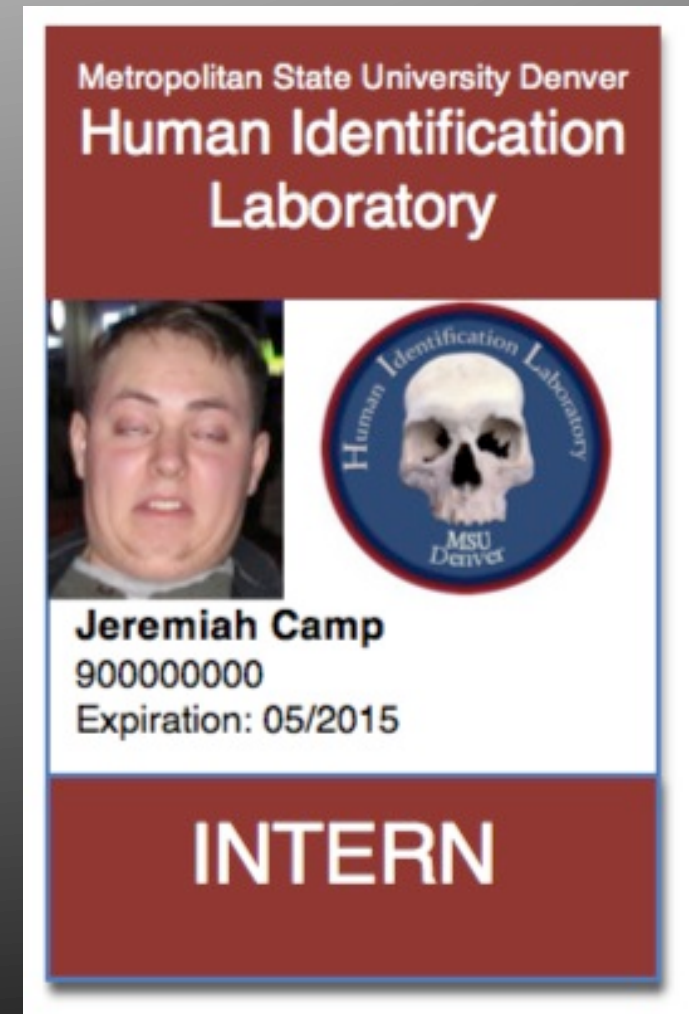 Metropolitan State University Denver
Human Identification
Laboratory
Human Identification Laboratory
MSU
Denver
Jeremiah Camp
900000000
Expiration: 05/2015
INTERN